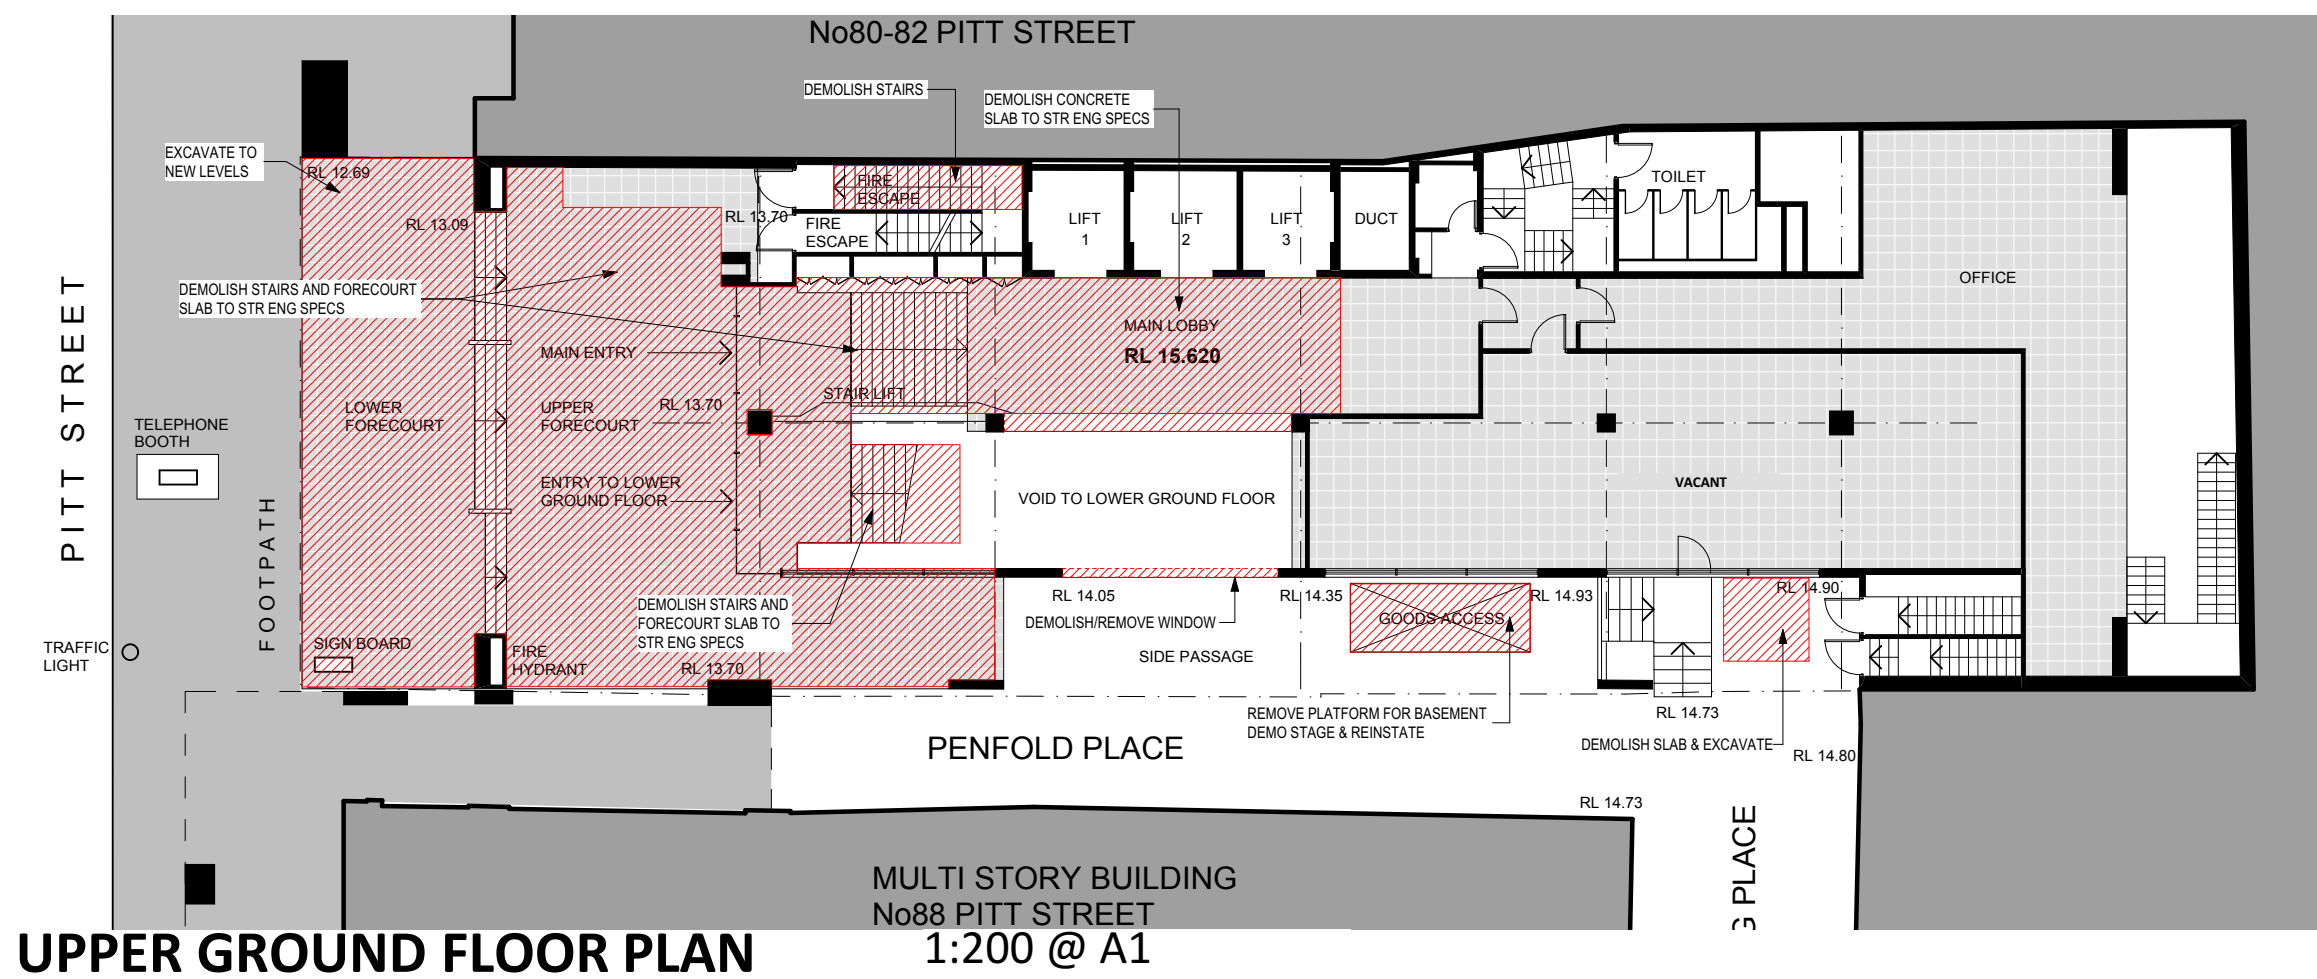 No80-82 PITT STREET
DEMOLISH STAIRS
DEMOLISH CONCRETE
SLAB TO STR ENG SPECS
EXCAVATE TO
NEW LEVELS
RL 12.69
RL 13.09
RL 13.70
FIRE
ESCAPE
FIRE
ESCAPE
LIFT
1
LIFT
2
LIFT
3
DUCT
TOILET
OFFICE
DEMOLISH STAIRS AND FORECOURT
SLAB TO STR ENG SPECS
MAIN ENTRY
MAIN LOBBY
RL 15.620
STAIR LIFT
PITT STREET
TELEPHONE
BOOTH
FOOTPATH
LOWER
FORECOURT
UPPER
FORECOURT
RL 13.70
ENTRY TO LOWER
GROUND FLOOR
VOID TO LOWER GROUND FLOOR
VACANT
DEMOLISH STAIRS AND
FORECOURT SLAB TO
STR ENG SPECS
RL 14.05
RL 14.35
RL 14.93
RL 14.90
DEMOLISH/REMOVE WINDOW
GOODS ACCESS
SIDE PASSAGE
TRAFFIC
LIGHT
SIGN BOARD
FIRE
HYDRANT
RL 13.70
REMOVE PLATFORM FOR BASEMENT
DEMO STAGE & REINSTATE
RL 14.73
DEMOLISH SLAB & EXCAVATE
RL 14.80
PENFOLD PLACE
RL 14.73
PLACE
MULTI STORY BUILDING
No88 PITT STREET
UPPER GROUND FLOOR PLAN
1:200 @ A1